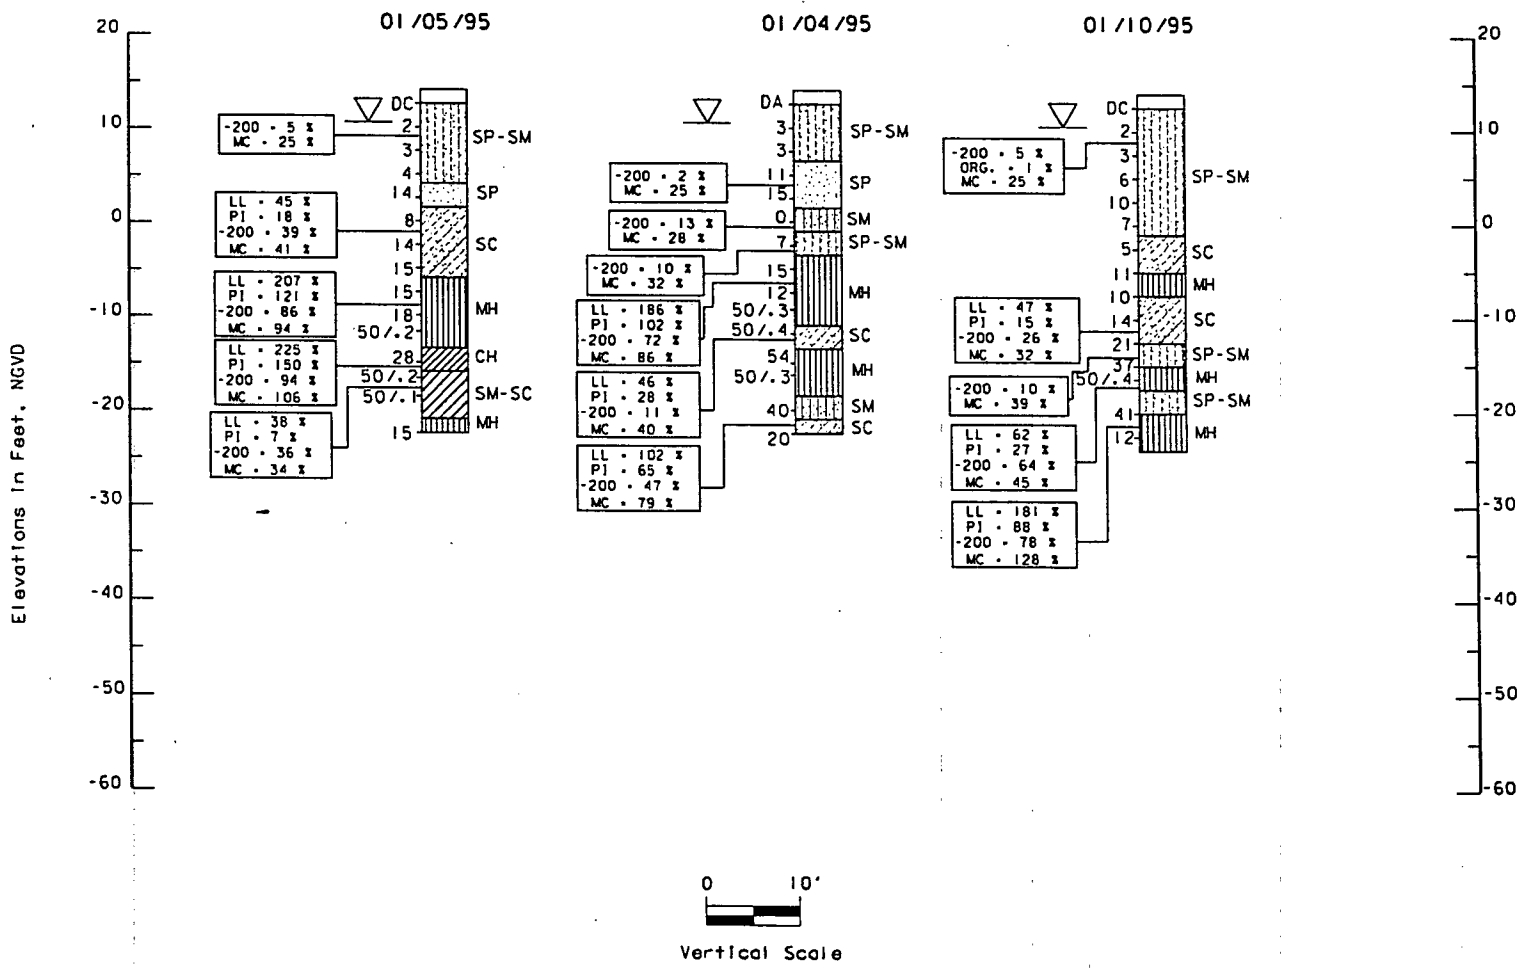 01/05/95
01/04/95
01/10/95
Elevations in Feet, NGVD
20
10
0
-10
-20
-30
-40
-50
-60
DC
2
3
4
14
8
14
15
15
18
50/.2
28
50/.2
50/.1
15
SP-SM
SP
SC
MH
CH
SM-SC
MH
-200 = 5 %
MC = 25 %
LL = 45 %
PI = 18 %
-200 = 39 %
MC = 41 %
LL = 207 %
PI = 121 %
-200 = 86 %
MC = 94 %
LL = 225 %
PI = 150 %
-200 = 94 %
MC = 106 %
LL = 38 %
PI = 7 %
-200 = 36 %
MC = 34 %
DA
3
3
11
15
0
7
15
12
50/.3
50/.4
54
50/.3
40
20
SP-SM
SP
SM
SP-SM
MH
SC
MH
SM
SC
-200 = 2 %
MC = 25 %
-200 = 13 %
MC = 28 %
-200 = 10 %
MC = 32 %
LL = 186 %
PI = 102 %
-200 = 72 %
MC = 86 %
LL = 46 %
PI = 28 %
-200 = 11 %
MC = 40 %
LL = 102 %
PI = 65 %
-200 = 47 %
MC = 79 %
DC
2
3
6
10
7
5
11
10
14
21
37
50/.4
41
12
SP-SM
SC
MH
SC
SP-SM
MH
SP-SM
MH
-200 = 5 %
ORG. = 1 %
MC = 25 %
LL = 47 %
PI = 15 %
-200 = 26 %
MC = 32 %
-200 = 10 %
MC = 39 %
LL = 62 %
PI = 27 %
-200 = 64 %
MC = 45 %
LL = 181 %
PI = 88 %
-200 = 78 %
MC = 128 %
20
10
0
-10
-20
-30
-40
-50
-60
0 10'
Vertical Scale